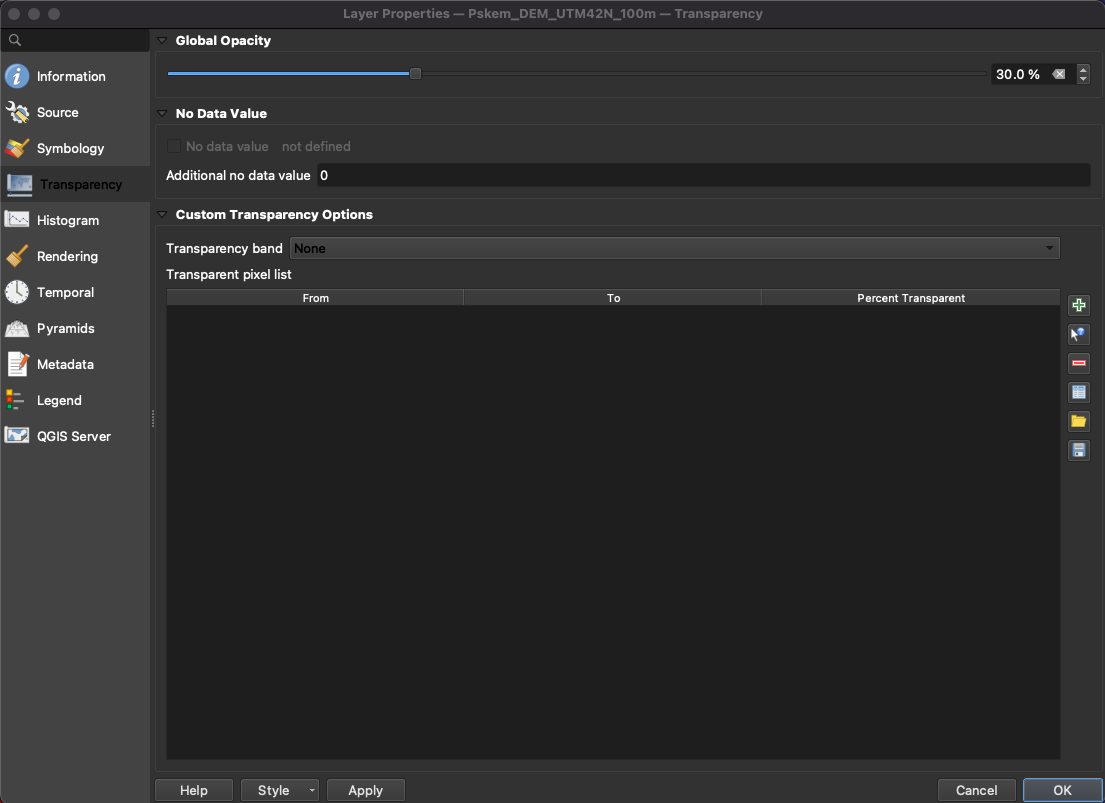 Layer Properties — Pskem_DEM_UTM42N_100m — Transparency
Information
Source
Symbology
Transparency
Histogram
Rendering
Temporal
Pyramids
Metadata
Legend
QGIS Server
Global Opacity
30.0 %
No Data Value
No data value not defined
Additional no data value 0
Custom Transparency Options
Transparency band None
Transparent pixel list
From To Percent Transparent
Help Style Apply Cancel OK